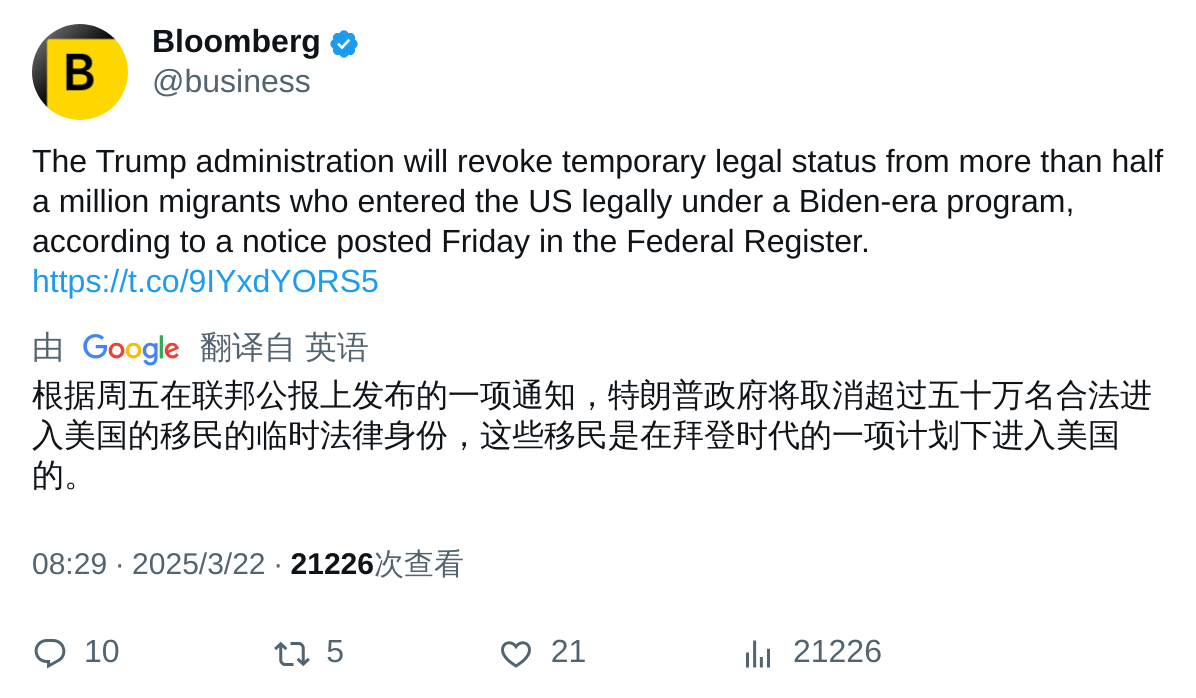 B
Bloomberg
@business
The Trump administration will revoke temporary legal status from more than half
a million migrants who entered the US legally under a Biden-era program,
according to a notice posted Friday in the Federal Register.
https://t.co/9IYxdYORS5
由 Google 翻译自 英语
根据周五在联邦公报上发布的一项通知，特朗普政府将取消超过五十万名合法进
入美国的移民的临时法律身份，这些移民是在拜登时代的一项计划下进入美国
的。
08:29 · 2025/3/22 · 21226次查看
10 5 21 21226